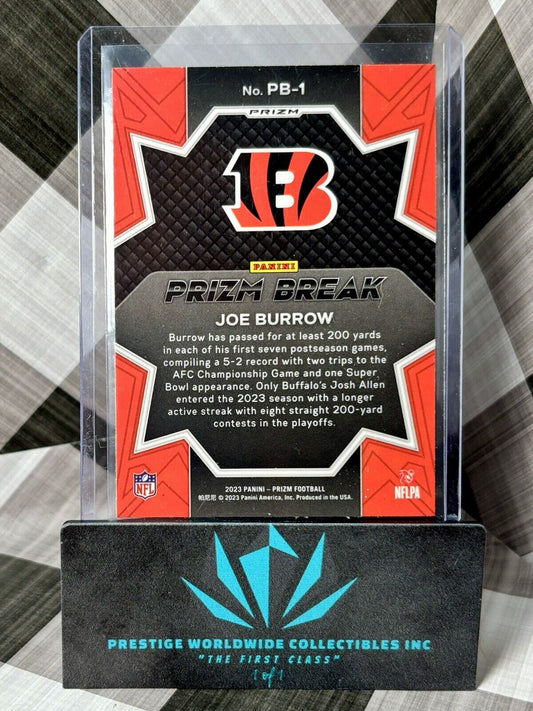 No. PB-1
PRIZM
B
PANINI
PRIZM BREAK
JOE BURROW
Burrow has passed for at least 200 yards
in each of his first seven postseason games,
compiling a 5-2 record with two trips to the
AFC Championship Game and one Super
Bowl appearance. Only Buffalo's Josh Allen
entered the 2023 season with a longer
active streak with eight straight 200-yard
contests in the playoffs.
NFL
2023 PANINI – PRIZM FOOTBALL
帕尼尼 © 2023 Panini America, Inc. Produced in the USA.
NFLPA
PRESTIGE WORLDWIDE COLLECTIBLES INC
"THE FIRST CLASS"
1 of 1